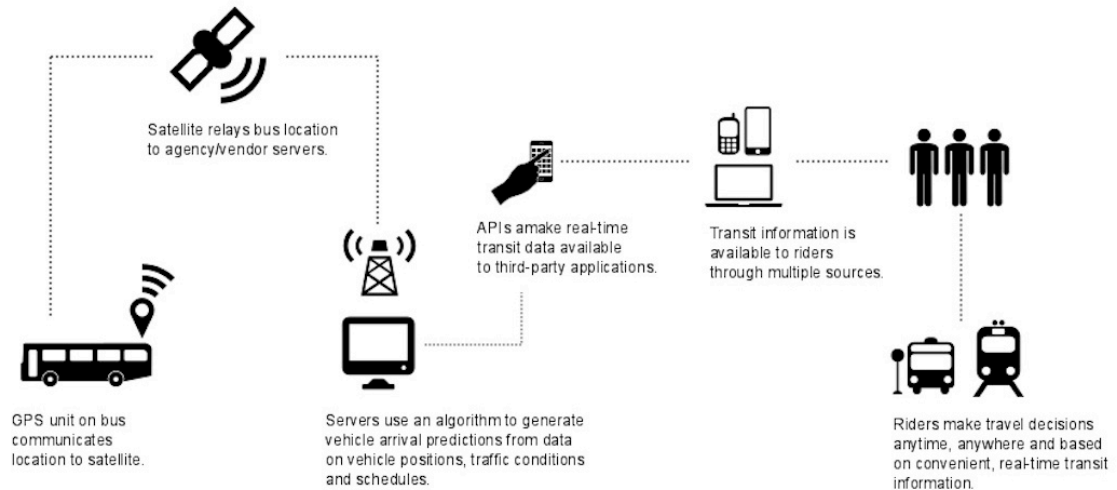 Satellite relays bus location
to agency/vendor servers.
APIs amake real-time
transit data available
to third-party applications.
Transit information is
available to riders
through multiple sources.
GPS unit on bus
communicates
location to satellite.
Servers use an algorithm to generate
vehicle arrival predictions from data
on vehicle positions, traffic conditions
and schedules.
Riders make travel decisions
anytime, anywhere and based
on convenient, real-time transit
information.